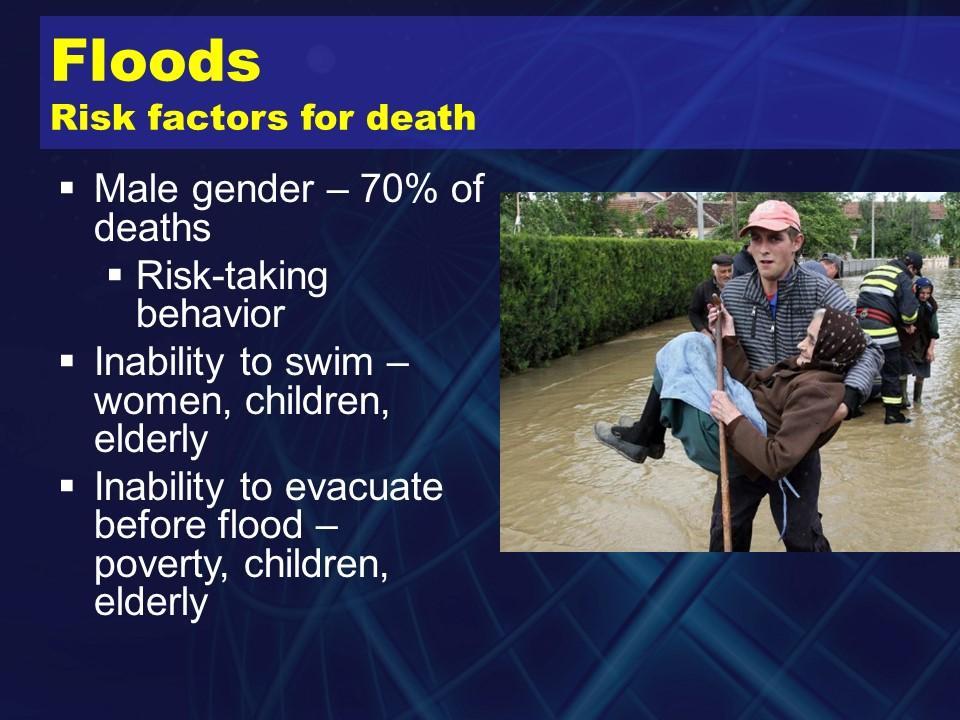 Floods
Risk factors for death
▪ Male gender – 70% of
deaths
▪ Risk-taking
behavior
▪ Inability to swim –
women, children,
elderly
▪ Inability to evacuate
before flood –
poverty, children,
elderly